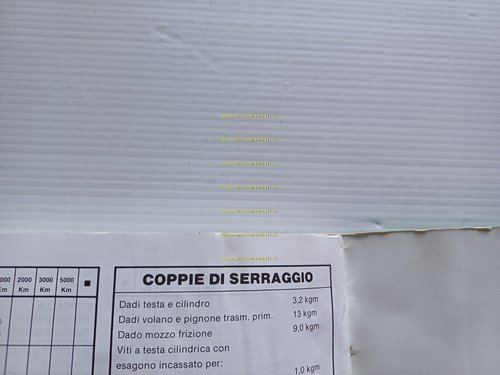 000 2000 3000 5000 ■
Km Km Km Km
COPPIE DI SERRAGGIO
Dadi testa e cilindro 3,2 kgm
Dadi volano e pignone trasm. prim. 13 kgm
Dado mozzo frizione 9,0 kgm
Viti a testa cilindrica con
esagono incassato per: 1,0 kgm